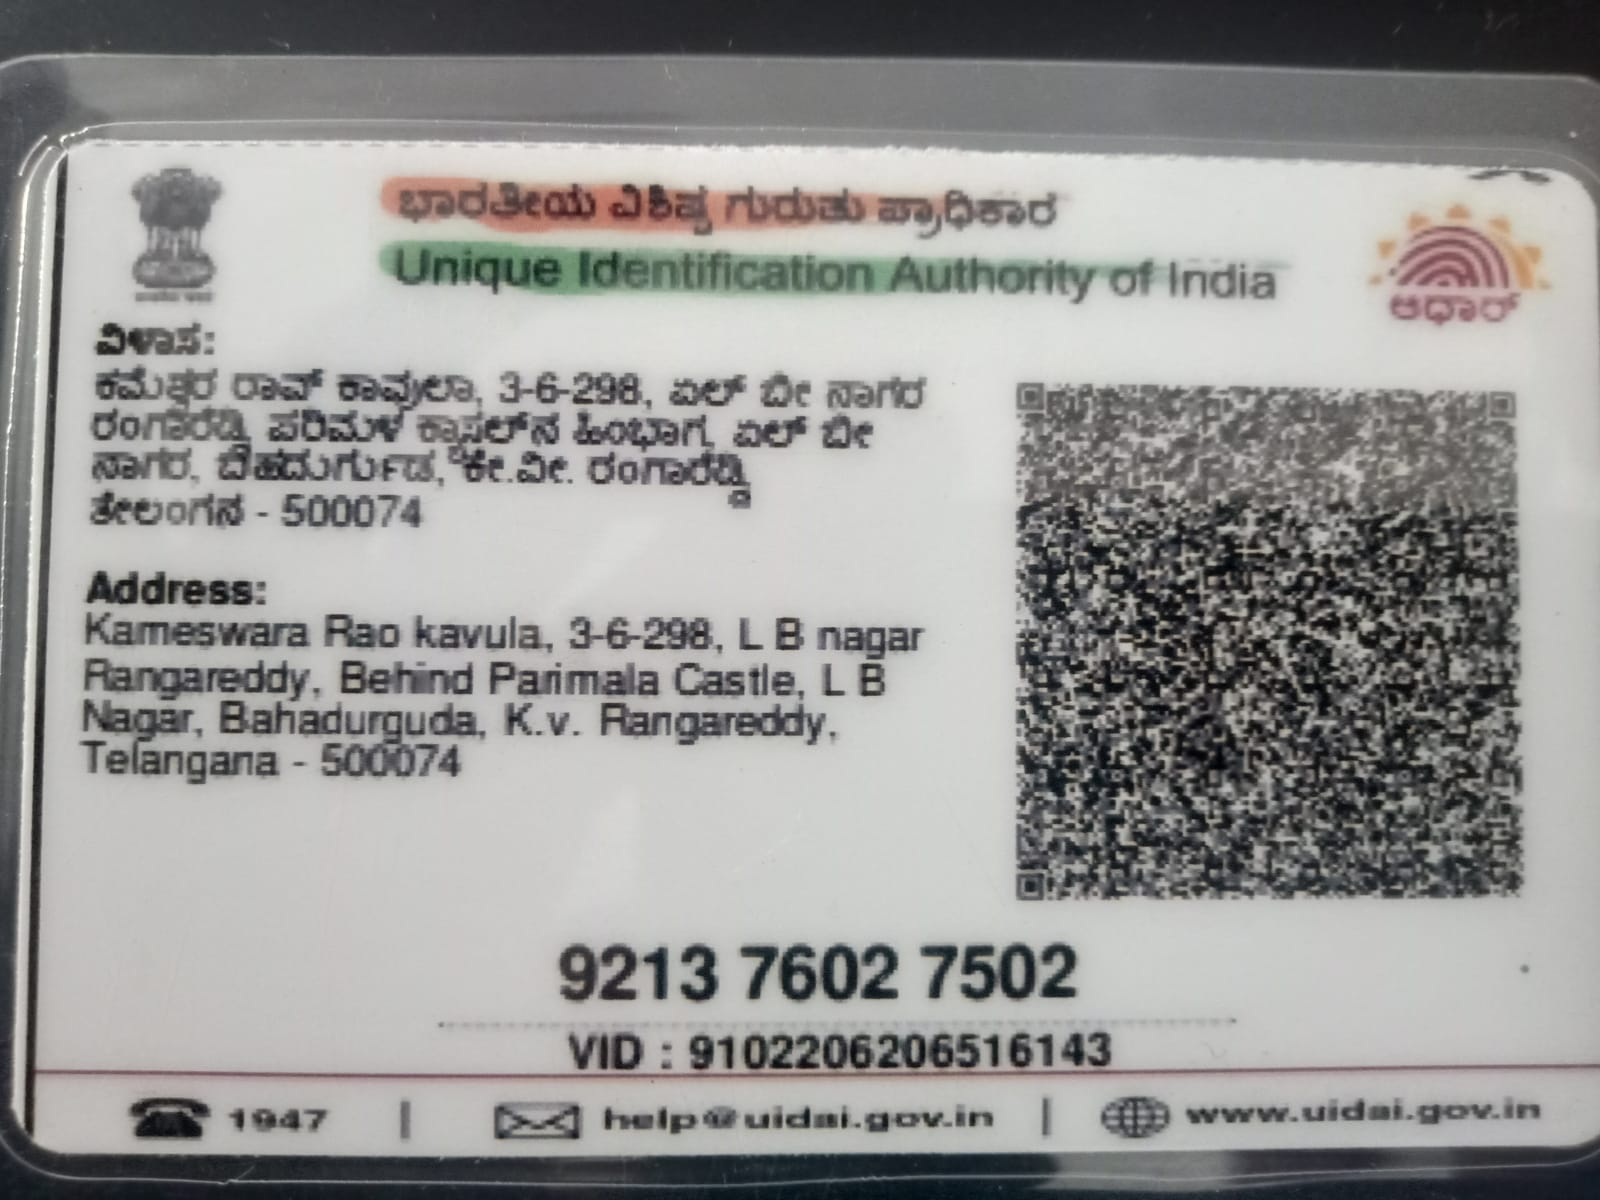 ಭಾರತೀಯ ವಿಶಿಷ್ಟ ಗುರುತು ಪ್ರಾಧಿಕಾರ
Unique Identification Authority of India
ಆಧಾರ್
ವಿಳಾಸ:
ಕಮೆಶ್ವರ ರಾವ್ ಕಾವುಲಾ, 3-6-298, ಎಲ್ ಬೀ ನಾಗರ
ರಂಗಾರೆಡ್ಡಿ, ಪರಿಮಳ ಕಾಸಲ್‌ನ ಹಿಂಭಾಗ, ಎಲ್ ಬೀ
ನಾಗರ, ಬಹದುರ್ಗುಡ, ಕೇ.ವೀ. ರಂಗಾರೆಡ್ಡಿ,
ತೇಲಂಗನ - 500074
Address:
Kameswara Rao kavula, 3-6-298, L B nagar
Rangareddy, Behind Parimala Castle, L B
Nagar, Bahadurguda, K.v. Rangareddy,
Telangana - 500074
9213 7602 7502
VID : 9102206206516143
1947 | help@uidai.gov.in | www.uidai.gov.in